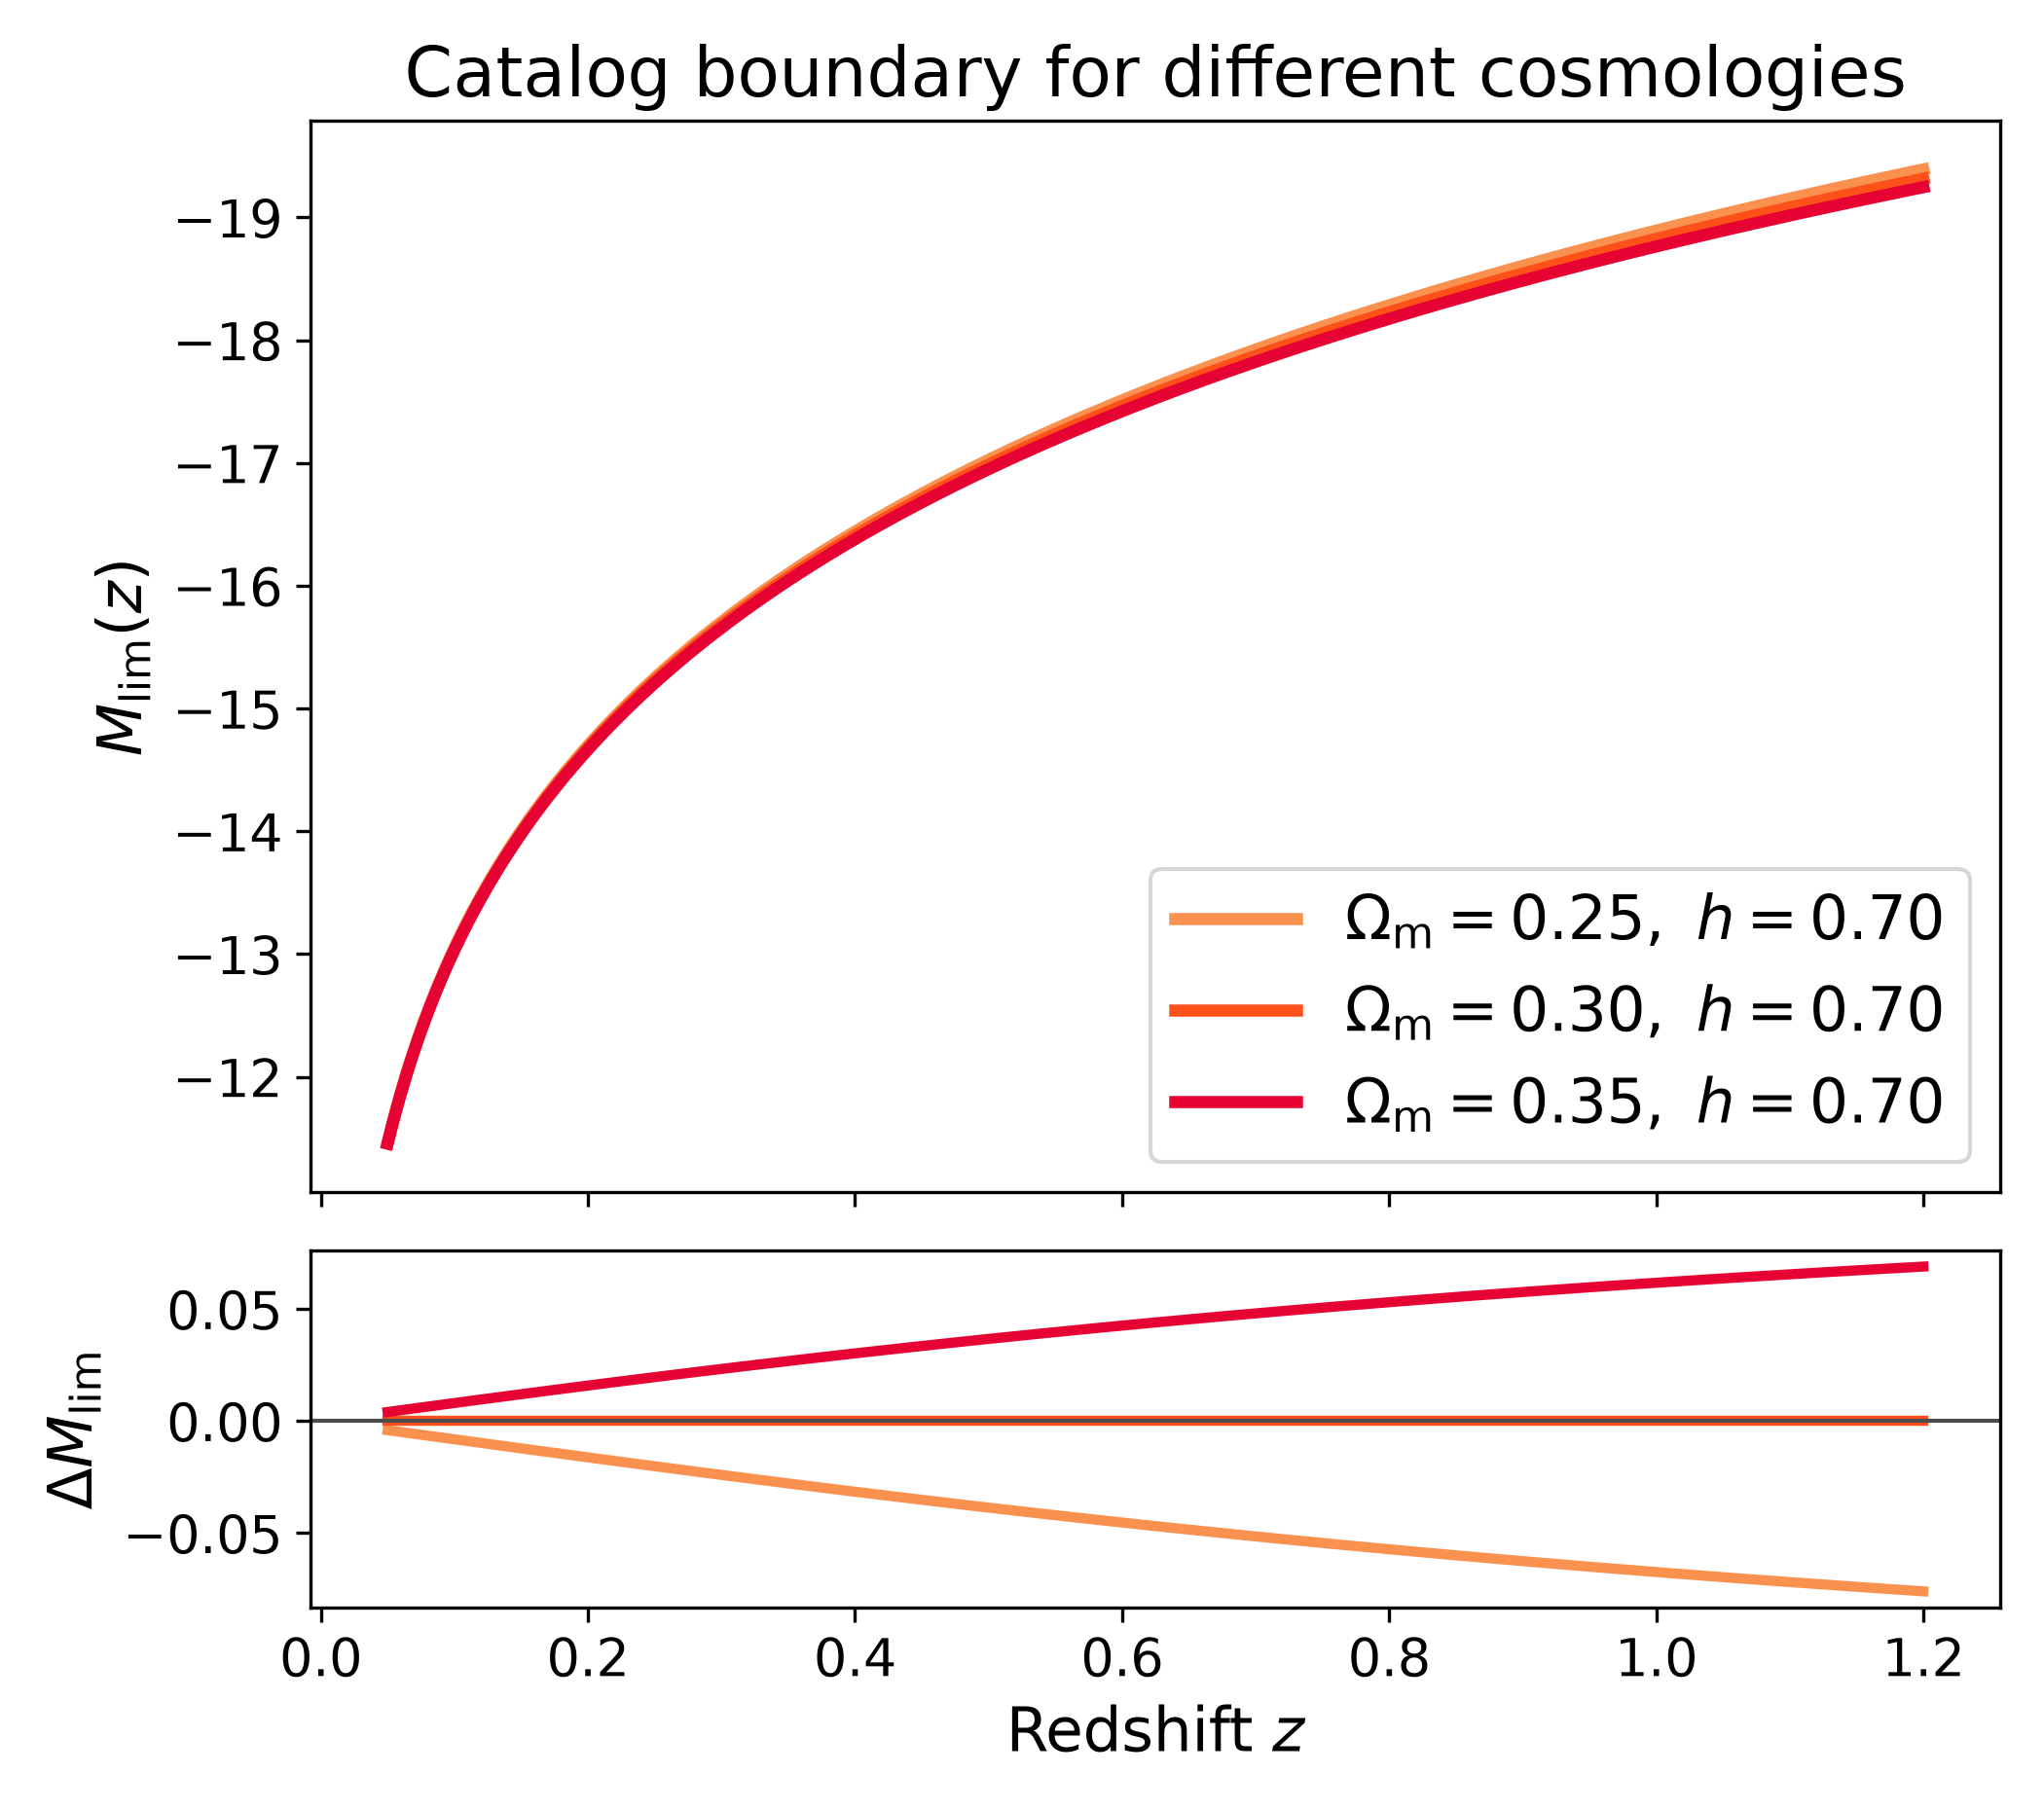 Catalog boundary for different cosmologies
M_lim(z)
−19
−18
−17
−16
−15
−14
−13
−12
Ω_m = 0.25, h = 0.70
Ω_m = 0.30, h = 0.70
Ω_m = 0.35, h = 0.70
ΔM_lim
0.05
0.00
−0.05
0.0 0.2 0.4 0.6 0.8 1.0 1.2
Redshift z